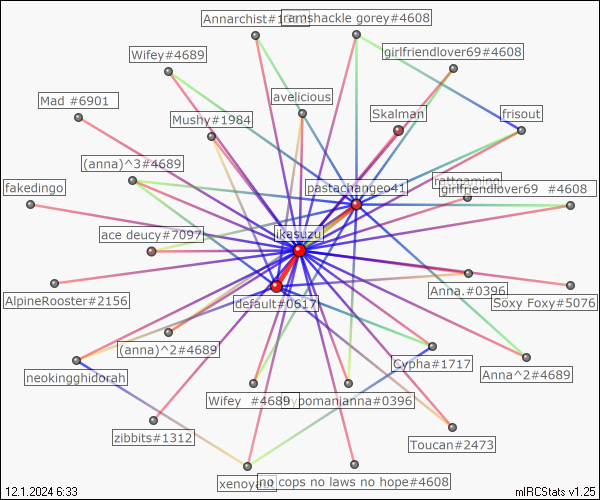 Annarchist#1312
ramshackle gorey#4608
Wifey#4689
girlfriendlover69#4608
avelicious
Mad #6901
Mushy#1984
Skalman
frisout
(anna)^3#4689
fakedingo
pastachangeo41
rattgaming
girlfriendlover69 #4608
ace deucy#7097
ikasuzu
AlpineRooster#2156
default#0617
Anna.#0396
Soxy Foxy#5076
(anna)^2#4689
neokingghidorah
Cypha#1717
Anna^2#4689
Wifey #4689
hypomanianna#0396
zibbits#1312
Toucan#2473
no cops no laws no hope#4608
12.1.2024 6:33
mIRCStats v1.25